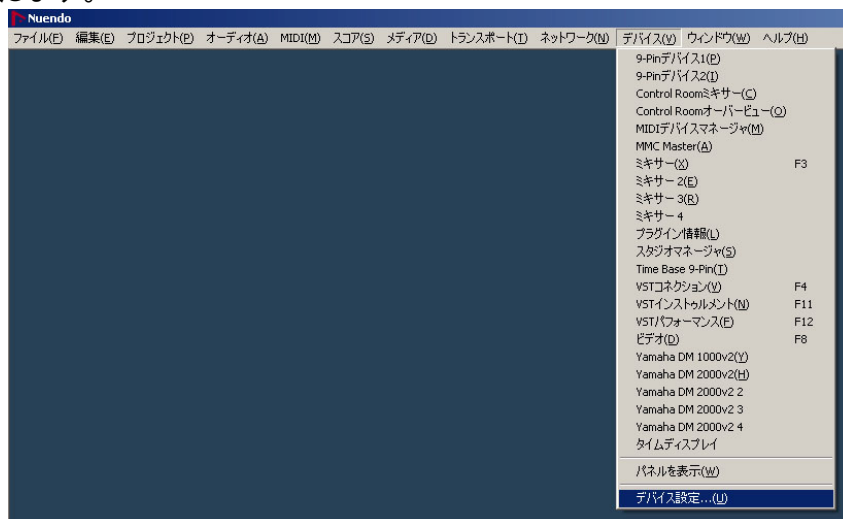 します。
Nuendo
ファイル(F) 編集(E) プロジェクト(P) オーディオ(A) MIDI(M) スコア(S) メディア(D) トランスポート(T) ネットワーク(N) デバイス(V) ウィンドウ(W) ヘルプ(H)
9-Pinデバイス1(P)
9-Pinデバイス2(I)
Control Roomミキサー(C)
Control Roomオーバービュー(O)
MIDIデバイスマネージャ(M)
MMC Master(A)
ミキサー(X) F3
ミキサー 2(E)
ミキサー 3(R)
ミキサー 4
プラグイン情報(L)
スタジオマネージャ(S)
Time Base 9-Pin(T)
VSTコネクション(V) F4
VSTインストゥルメント(N) F11
VSTパフォーマンス(F) F12
ビデオ(D) F8
Yamaha DM 1000v2(Y)
Yamaha DM 2000v2(H)
Yamaha DM 2000v2 2
Yamaha DM 2000v2 3
Yamaha DM 2000v2 4
タイムディスプレイ
パネルを表示(W)
デバイス設定...(U)